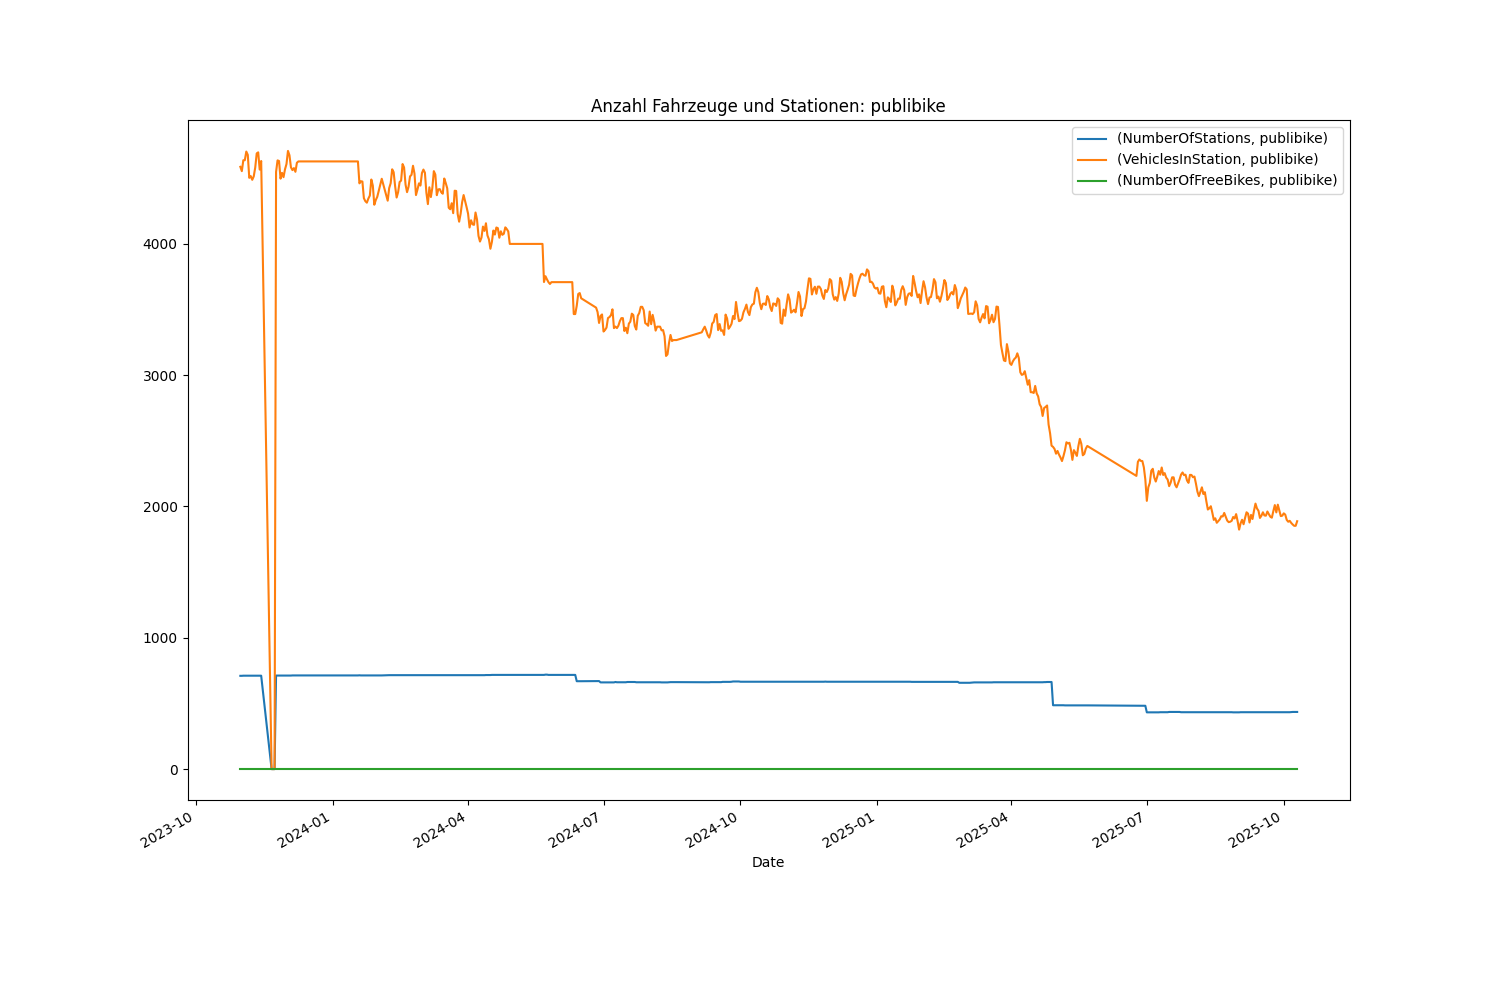 Anzahl Fahrzeuge und Stationen: publibike
(NumberOfStations, publibike)
(VehiclesInStation, publibike)
(NumberOfFreeBikes, publibike)
4000
3000
2000
1000
0
2023-10
2024-01
2024-04
2024-07
2024-10
2025-01
2025-04
2025-07
2025-10
Date